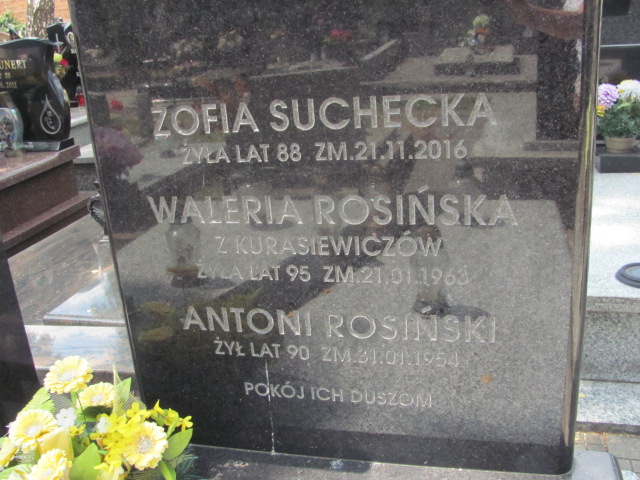 ZOFIA SUCHECKA
ŻYŁA LAT 88 ZM.21.11.2016
WALERIA ROSIŃSKA
Z KURASIEWICZÓW
ŻYŁA LAT 95 ZM.21.01.1963
ANTONI ROSIŃSKI
ŻYŁ LAT 90 ZM.31.01.1954
POKÓJ ICH DUSZOM